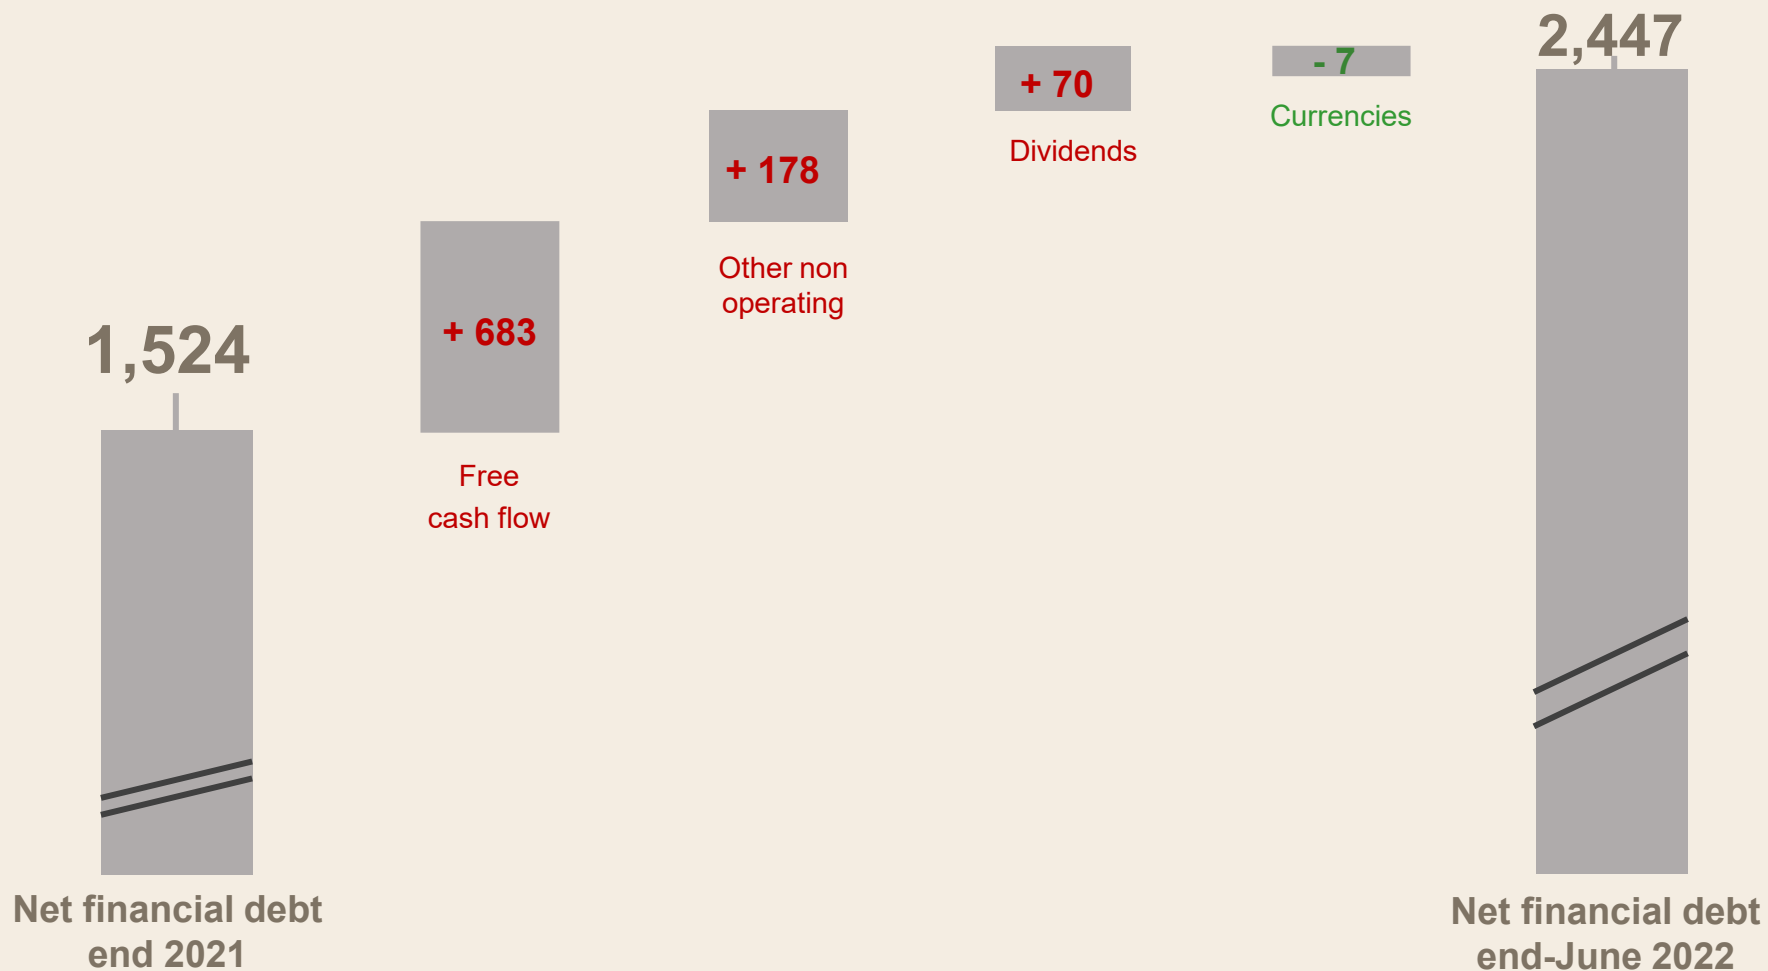 1,524
Net financial debt
end 2021
+ 683
Free
cash flow
+ 178
Other non
operating
+ 70
Dividends
- 7
Currencies
2,447
Net financial debt
end-June 2022